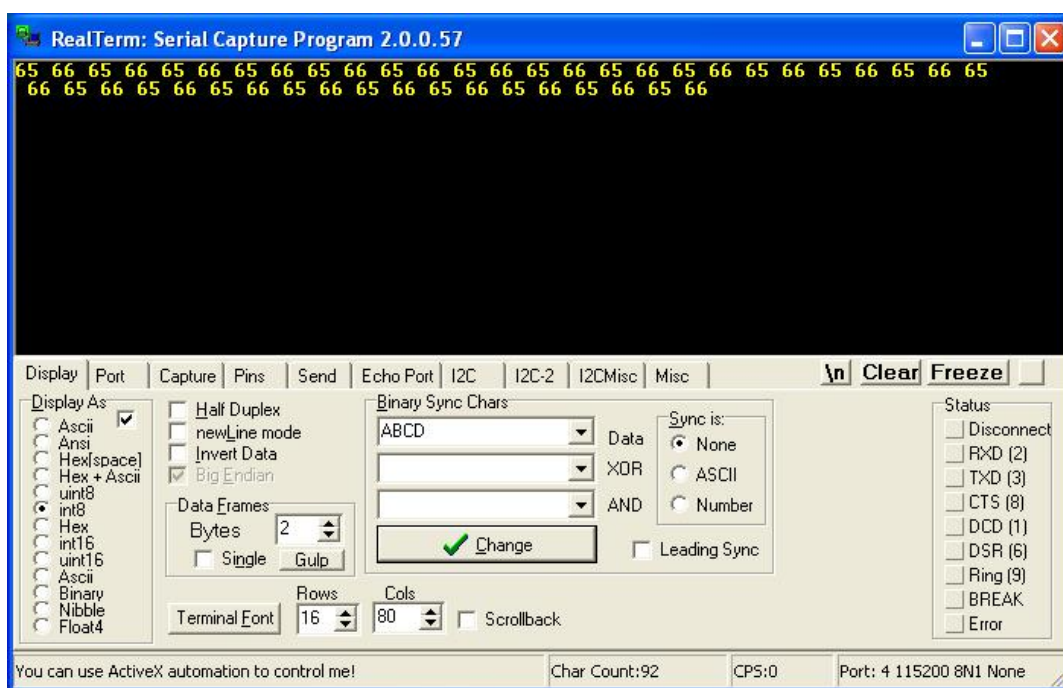 RealTerm: Serial Capture Program 2.0.0.57
65 66 65 66 65 66 65 66 65 66 65 66 65 66 65 66 65 66 65 66 65 66 65 66 65 66 65
66 65 66 65 66 65 66 65 66 65 66 65 66 65 66 65 66 65 66
Display Port Capture Pins Send Echo Port I2C I2C-2 I2CMisc Misc \n Clear Freeze
Display As
Ascii
Ansi
Hex[space]
Hex + Ascii
uint8
int8
Hex
int16
uint16
Ascii
Binary
Nibble
Float4
Half Duplex
newLine mode
Invert Data
Big Endian
Data Frames
Bytes 2
Single Gulp
Binary Sync Chars
ABCD Data
XOR
AND
Change
Sync is:
None
ASCII
Number
Leading Sync
Terminal Font
Rows
16
Cols
80
Scrollback
Status
Disconnect
RXD (2)
TXD (3)
CTS (8)
DCD (1)
DSR (6)
Ring (9)
BREAK
Error
You can use ActiveX automation to control me! Char Count:92 CPS:0 Port: 4 115200 8N1 None